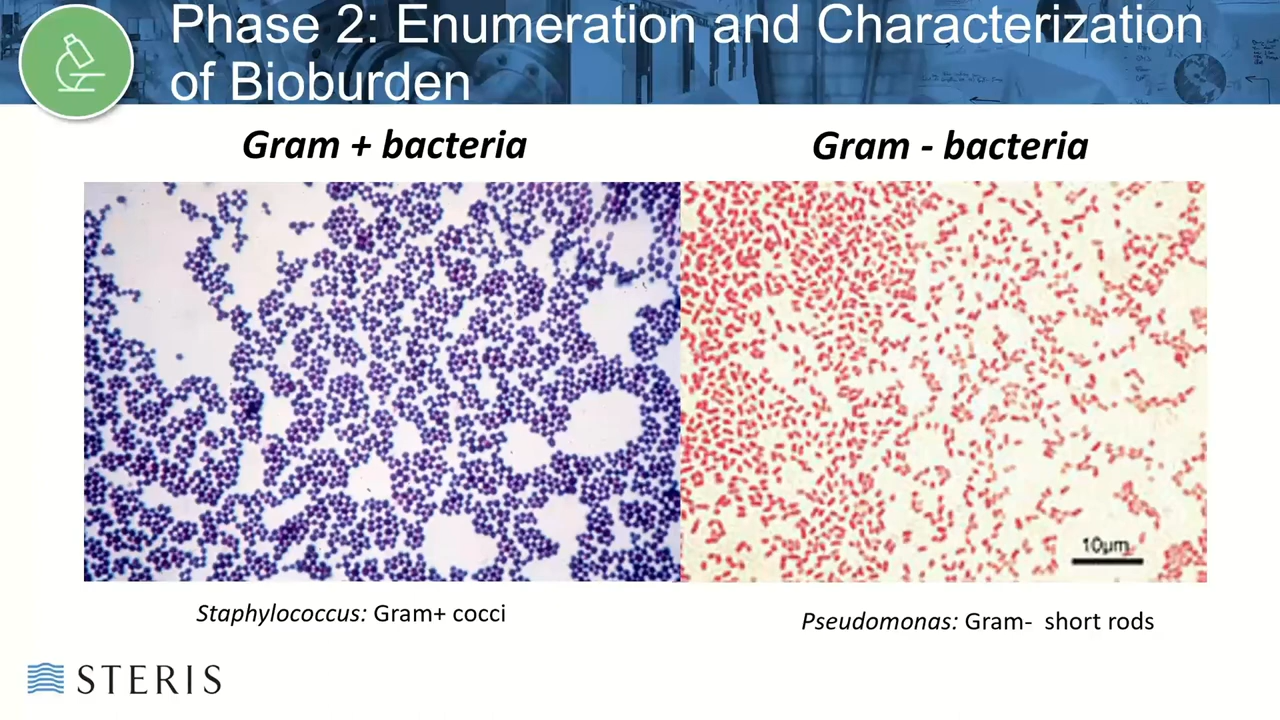 Phase 2: Enumeration and Characterization
of Bioburden
Gram + bacteria
Gram - bacteria
10µm
Staphylococcus: Gram+ cocci
Pseudomonas: Gram-  short rods
STERIS